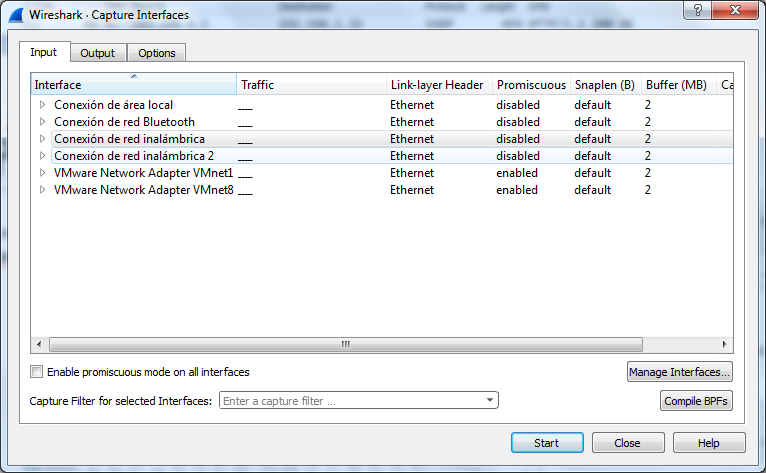 Wireshark · Capture Interfaces
Input Output Options
Interface Traffic Link-layer Header Promiscuous Snaplen (B) Buffer (MB) Ca
Conexión de área local Ethernet disabled default 2
Conexión de red Bluetooth Ethernet disabled default 2
Conexión de red inalámbrica Ethernet disabled default 2
Conexión de red inalámbrica 2 Ethernet disabled default 2
VMware Network Adapter VMnet1 Ethernet enabled default 2
VMware Network Adapter VMnet8 Ethernet enabled default 2
Enable promiscuous mode on all interfaces Manage Interfaces...
Capture Filter for selected Interfaces: Enter a capture filter ... Compile BPFs
Start Close Help